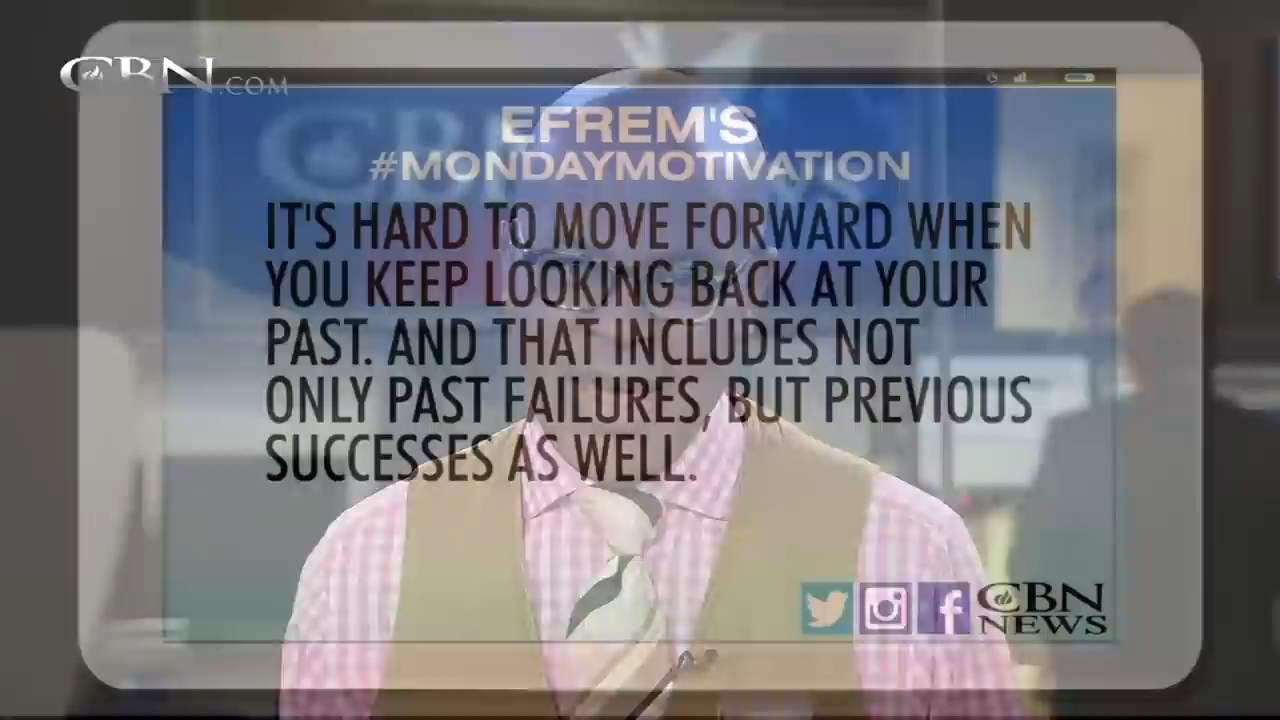 CBN.COM
EFREM'S
#MONDAYMOTIVATION
IT'S HARD TO MOVE FORWARD WHEN
YOU KEEP LOOKING BACK AT YOUR
PAST. AND THAT INCLUDES NOT
ONLY PAST FAILURES, BUT PREVIOUS
SUCCESSES AS WELL.
CBN
NEWS